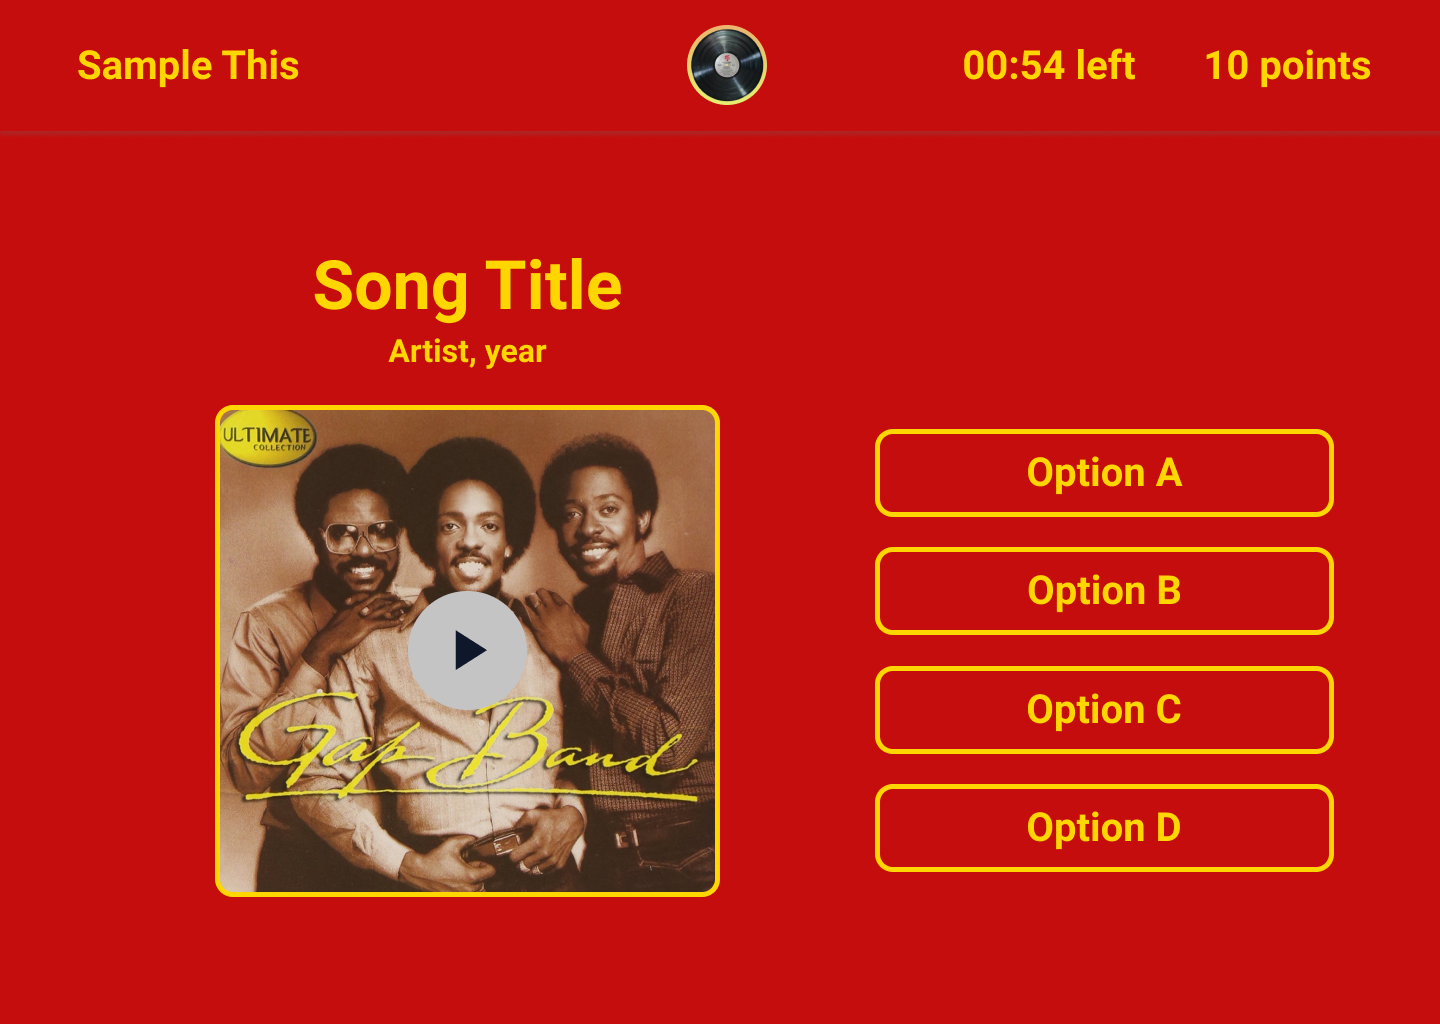 Sample This
00:54 left
10 points
Song Title
Artist, year
ULTIMATE
COLLECTION
Gap Band
Option A
Option B
Option C
Option D